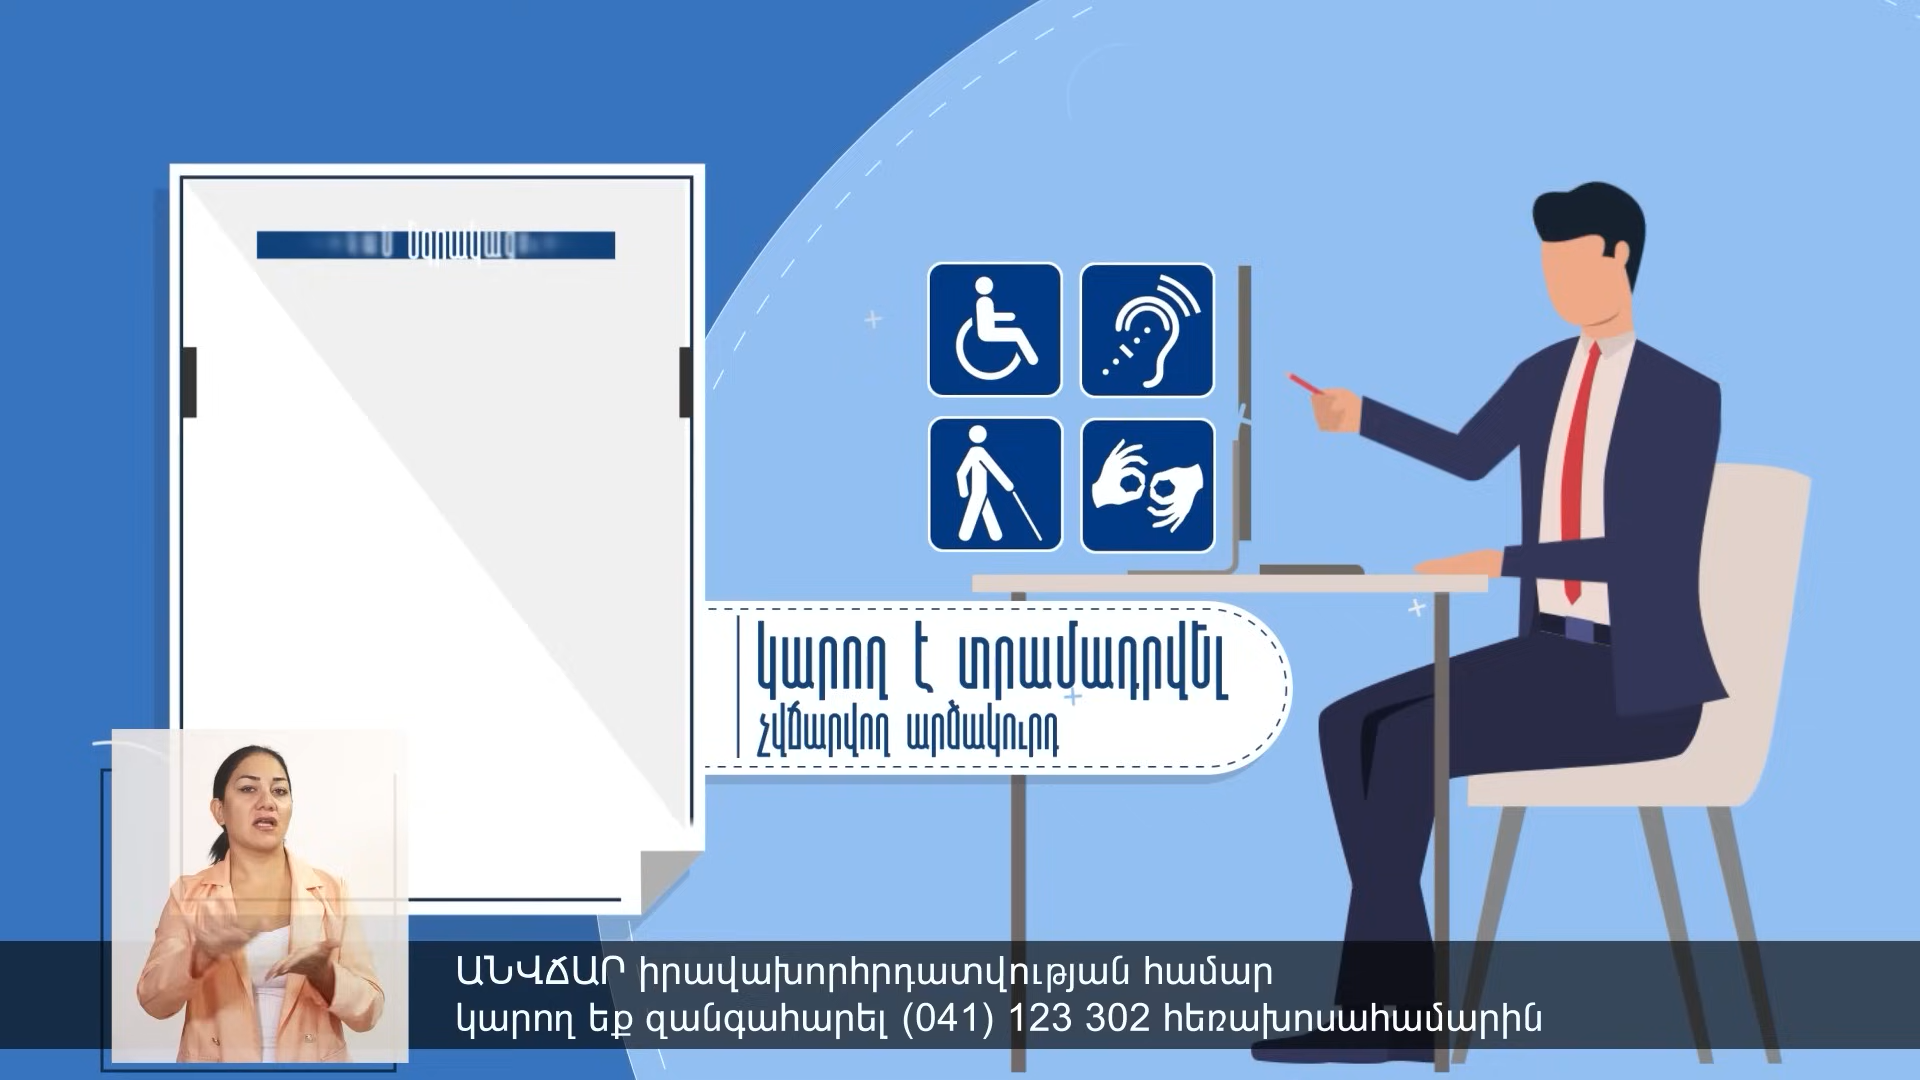 կարող է տրամադրվել
չվճարվող արձակուրդ
ԱՆՎՃԱՐ իրավախորհրդատվության համար
կարող եք զանգահարել (041) 123 302 հեռախոսահամարին